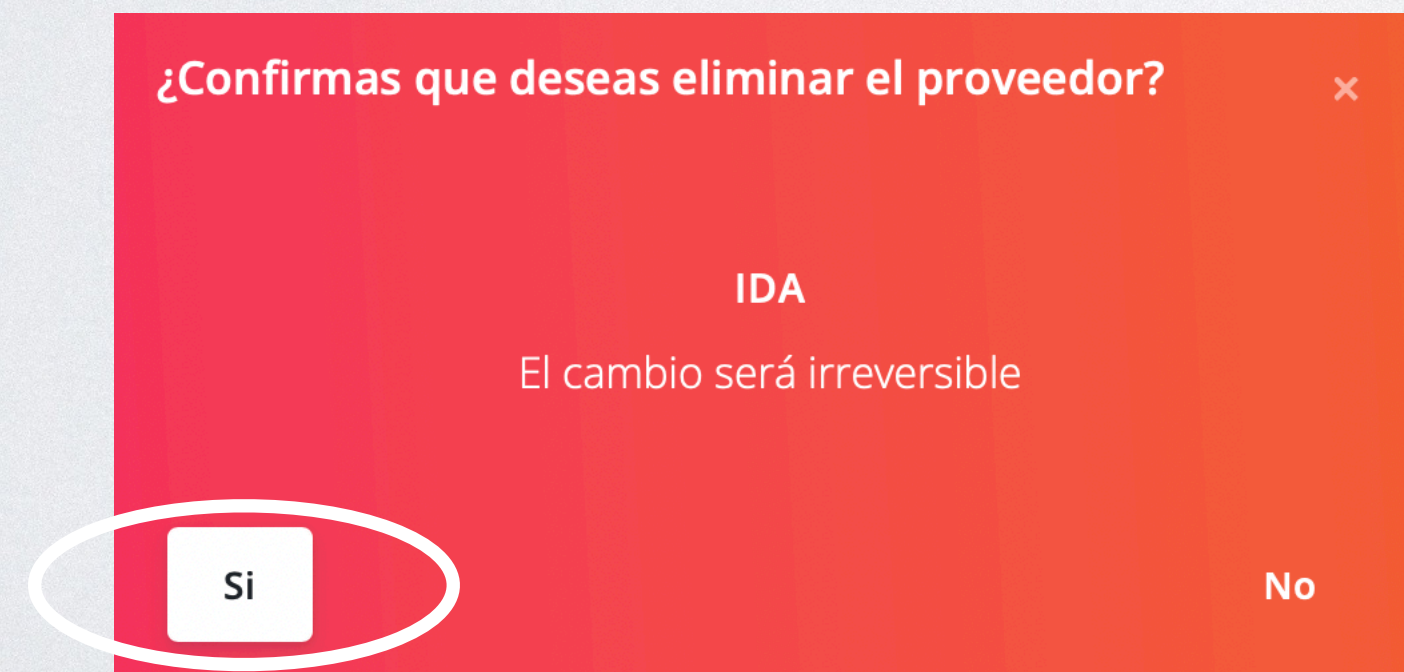 ¿Confirmas que deseas eliminar el proveedor?
×
IDA
El cambio será irreversible
Si
No